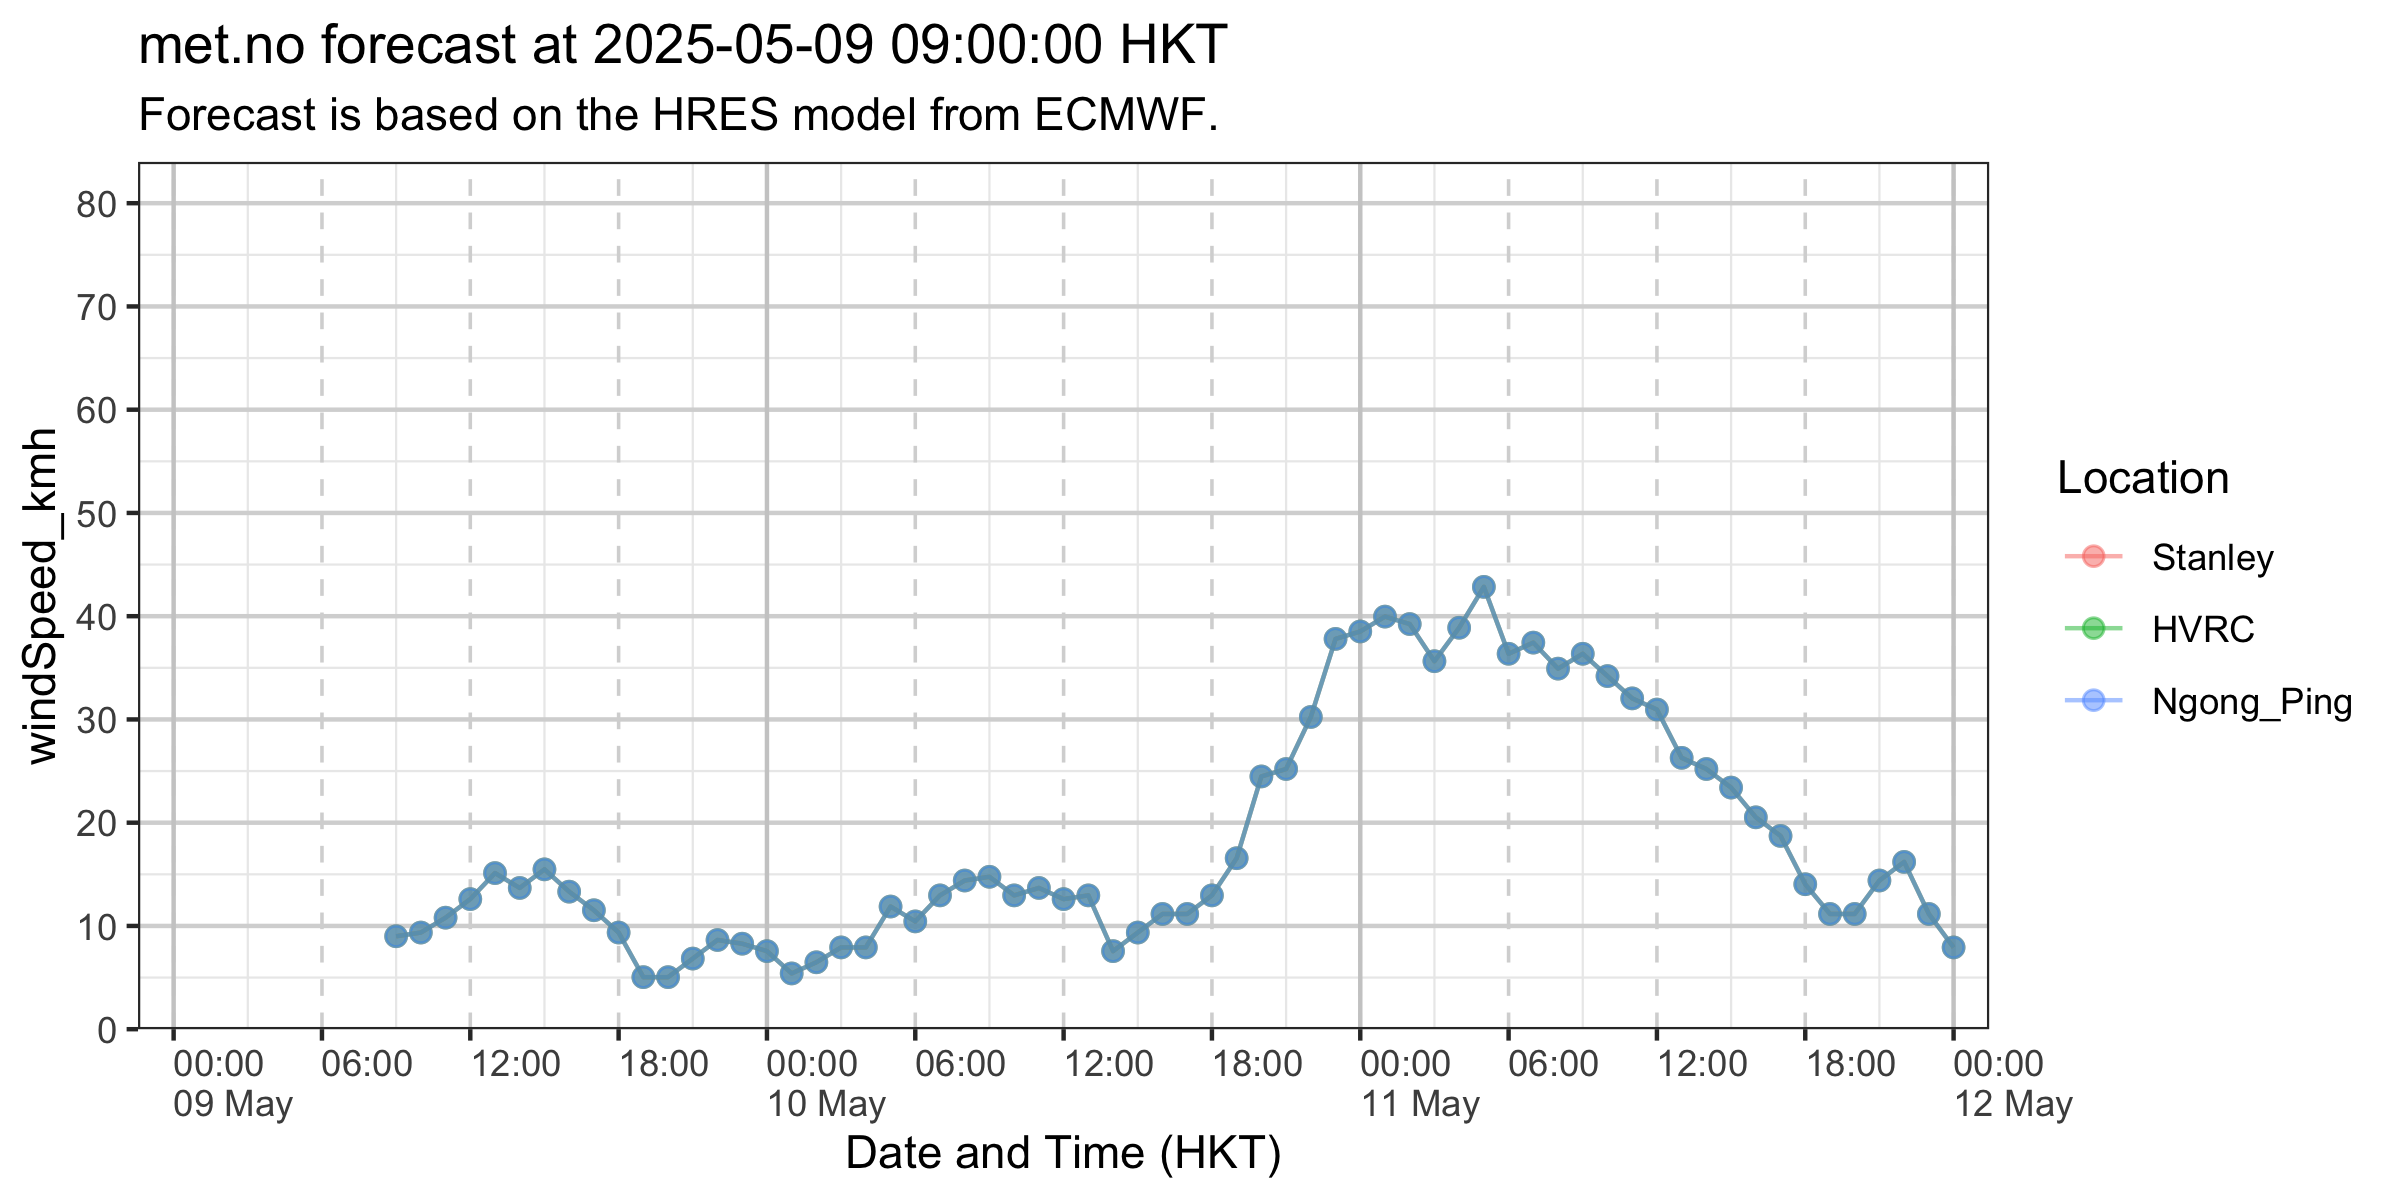 met.no forecast at 2025-05-09 09:00:00 HKT
Forecast is based on the HRES model from ECMWF.
windSpeed_kmh
80
70
60
50
40
30
20
10
0
00:00 06:00 12:00 18:00 00:00 06:00 12:00 18:00 00:00 06:00 12:00 18:00 00:00
09 May 10 May 11 May 12 May
Date and Time (HKT)
Location
Stanley
HVRC
Ngong_Ping